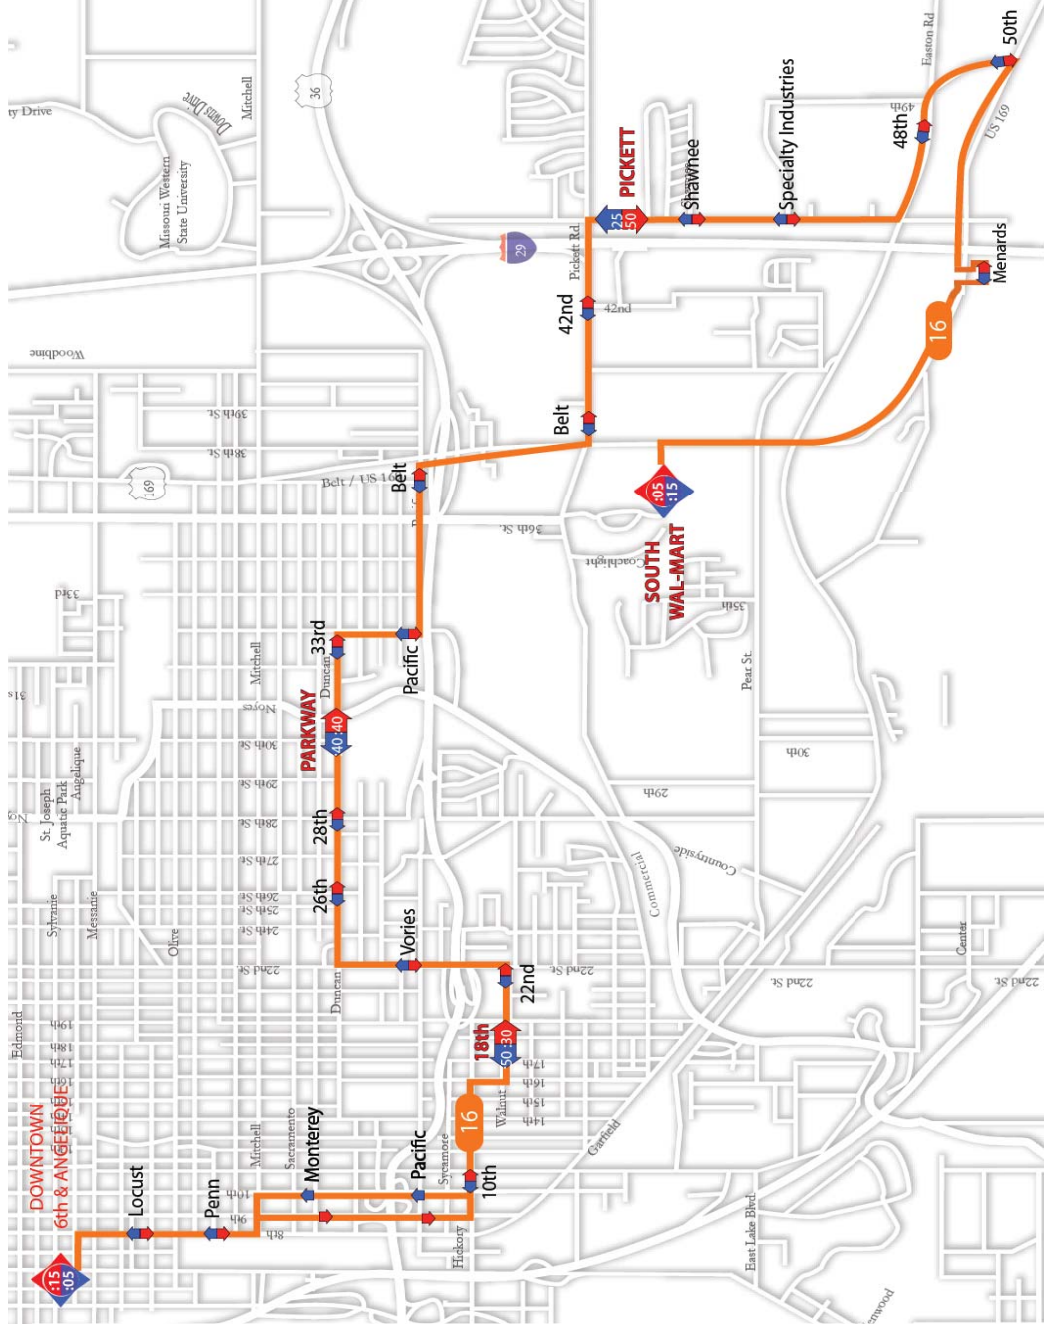 50th
Easton Rd
36
ty Drive
Downs Drive
Mitchell
49th
48th
US 169
Specialty Industries
PICKETT
Shawnee
Missouri Western
State University
:25
:50
29
Pickett Rd.
Menards
42nd
42nd
16
Woodbine
39th St.
38th St.
Belt
Belt / US 16
Belt
169
:05
:15
SOUTH
WAL-MART
36th St.
Coachlight
33rd
35th
33rd
Pacific
Mitchell
Duncan
Pear St.
31s
Noyes
PARKWAY
:40
:40
30th St.
30th
Angelique
St. Joseph
Aquatic Park
29th St.
29th
28th
28th St.
27th St.
Countryside
Commercial
26th
26th St.
25th St.
24th St.
Sylvanie
Messanie
Olive
Vories
Center
22nd St.
22nd St.
22nd St.
22nd St.
22nd
Duncan
Edmond
19th
18th
17th
18th
:50
:30
17th
16th
15th
14th
Walnut
DOWNTOWN
6th & ANGELIQUE
16
Garfield
Mitchell
Sacramento
Monterey
Pacific
Sycamore
Locust
Penn
10th
10th
9th
8th
Hickory
East Lake Blvd.
:15
:05
enwood